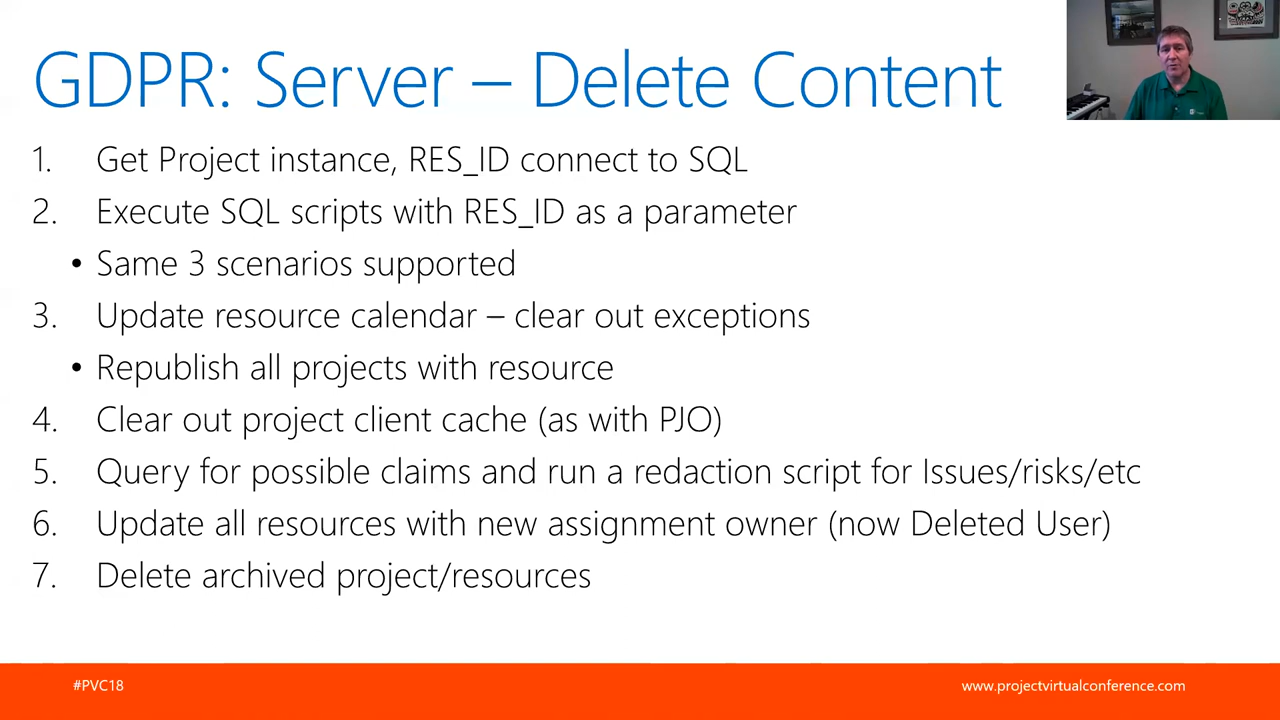 GDPR: Server – Delete Content
1. Get Project instance, RES_ID connect to SQL
2. Execute SQL scripts with RES_ID as a parameter
• Same 3 scenarios supported
3. Update resource calendar – clear out exceptions
• Republish all projects with resource
4. Clear out project client cache (as with PJO)
5. Query for possible claims and run a redaction script for Issues/risks/etc
6. Update all resources with new assignment owner (now Deleted User)
7. Delete archived project/resources
#PVC18
www.projectvirtualconference.com